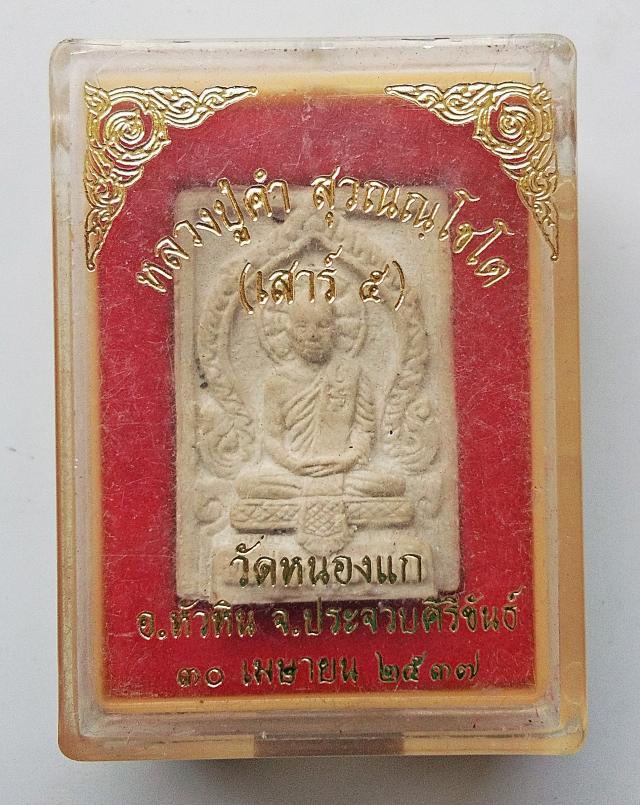 หลวงปู่คำ สุวณฺณโชโต
(เสาร์ ๕)
วัดหนองแก
อ.หัวหิน จ.ประจวบคีรีขันธ์
๓๐ เมษายน ๒๕๓๗